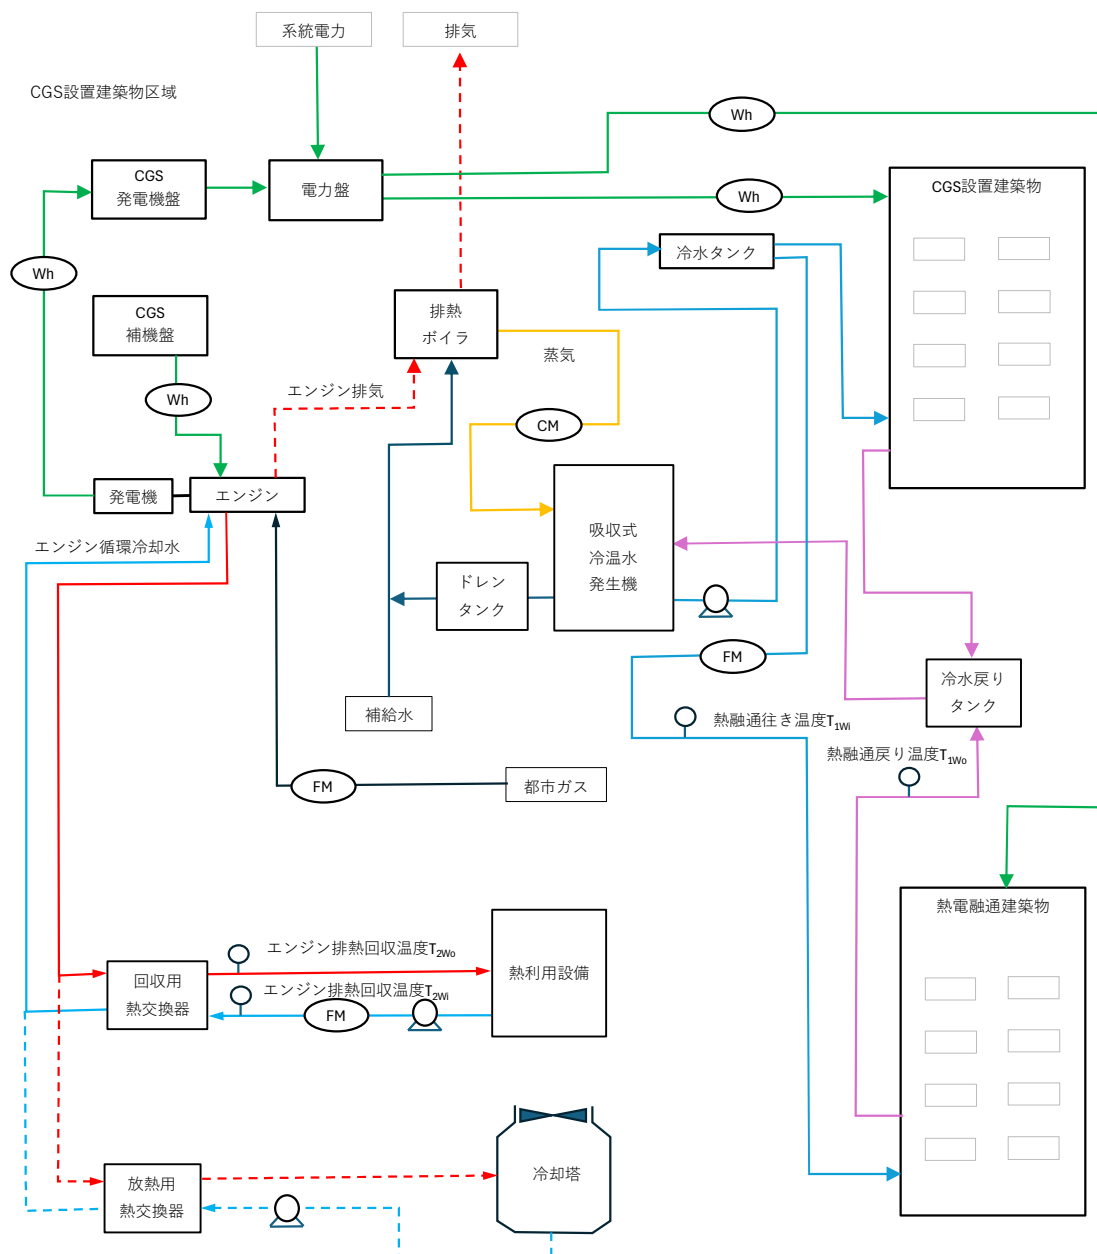 系統電力
排気
CGS設置建築物区域
Wh
CGS
発電機盤
電力盤
Wh
CGS設置建築物
Wh
冷水タンク
CGS
補機盤
排熱
ボイラ
蒸気
エンジン排気
Wh
CM
発電機
エンジン
吸収式
冷温水
発生機
エンジン循環冷却水
ドレン
タンク
FM
冷水戻り
タンク
補給水
熱融通往き温度T1Wi
熱融通戻り温度T1Wo
FM
都市ガス
熱電融通建築物
エンジン排熱回収温度T2Wo
熱利用設備
回収用
熱交換器
エンジン排熱回収温度T2Wi
FM
放熱用
熱交換器
冷却塔